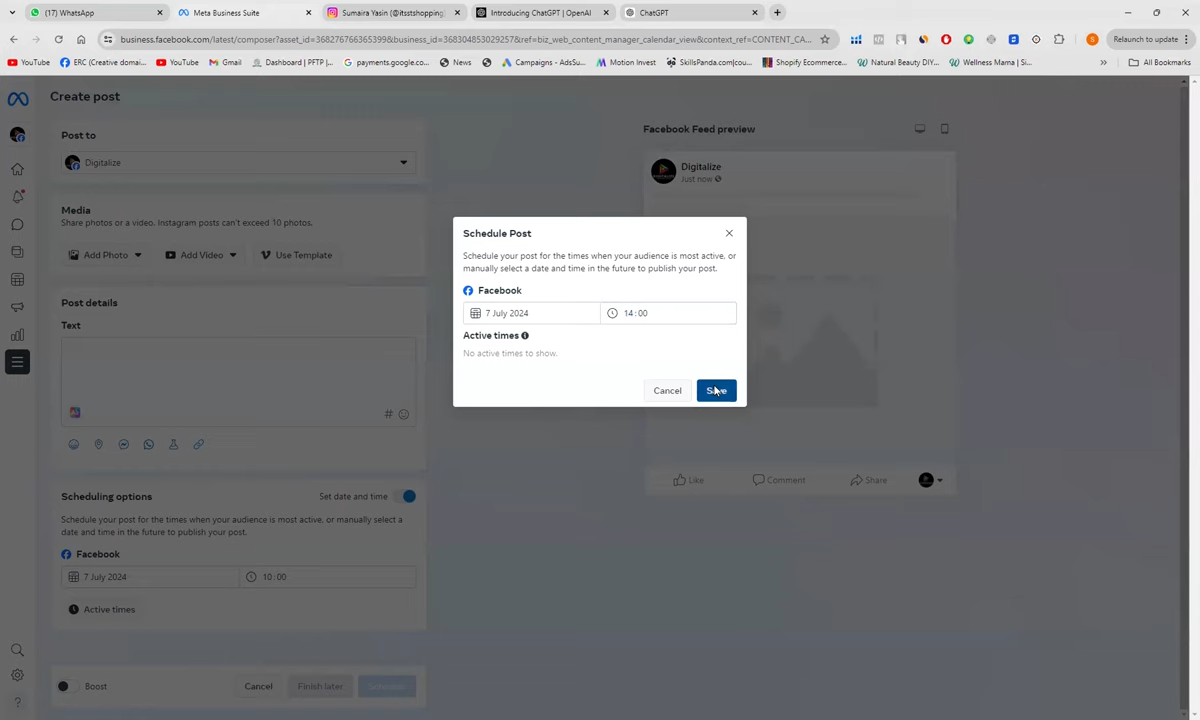 (17) WhatsApp
Meta Business Suite
Sumaira Yasin (@itsstshopping
Introducing ChatGPT | OpenAI
ChatGPT
business.facebook.com/latest/composer?asset_id=368276766365399&business_id=368304853029257&ref=biz_web_content_manager_calendar_view&context_ref=CONTENT_CA...
S
Relaunch to update
YouTube
ERC (Creative domai...
YouTube
Gmail
Dashboard | PFTP |...
payments.google.co...
News
Campaigns - AdsSu...
Motion Invest
SkillsPanda.com[cou...
Shopify Ecommerce...
Natural Beauty DIY...
Wellness Mama | Si...
All Bookmarks
Create post
Post to
Digitalize
Media
Share photos or a video. Instagram posts can't exceed 10 photos.
Add Photo
Add Video
Use Template
Post details
Text
Scheduling options
Set date and time
Schedule your post for the times when your audience is most active, or manually select a
date and time in the future to publish your post.
Facebook
7 July 2024
10:00
Active times
Boost
Cancel
Finish later
Schedule
Facebook Feed preview
Digitalize
Just now
Like
Comment
Share
Schedule Post
Schedule your post for the times when your audience is most active, or
manually select a date and time in the future to publish your post.
Facebook
7 July 2024
14:00
Active times
No active times to show.
Cancel
Save